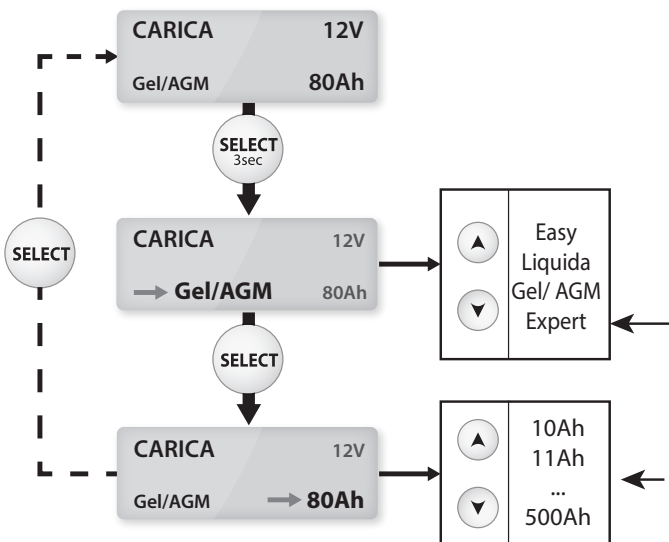 CARICA 12V
Gel/AGM 80Ah
SELECT
3sec
SELECT
CARICA 12V
Gel/AGM 80Ah
Easy
Liquida
Gel/ AGM
Expert
SELECT
CARICA 12V
Gel/AGM 80Ah
10Ah
11Ah
...
500Ah